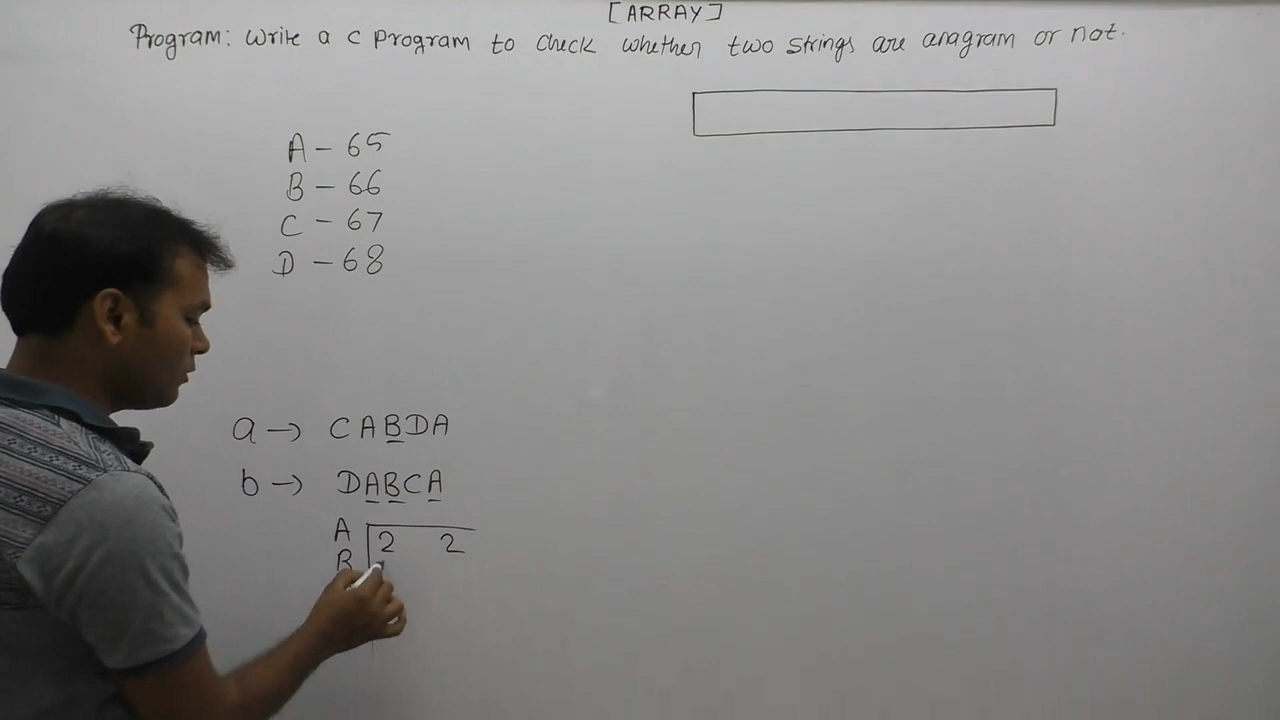 [ARRAY]
Program: Write a c program to check whether two strings are anagram or not.
A - 65
B - 66
C - 67
D - 68
a → CABDA
b → DABCA
A 2 2
B